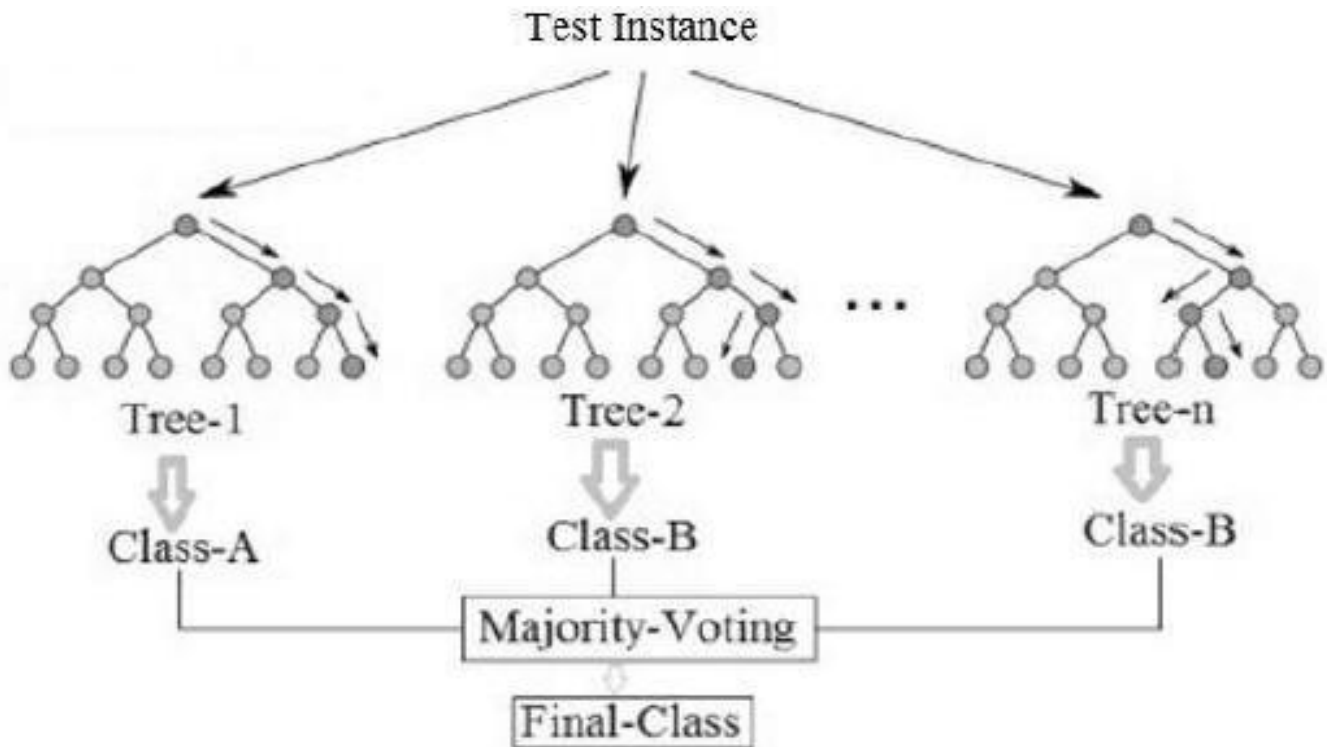 Test Instance
...
Tree-1
Tree-2
Tree-n
Class-A
Class-B
Class-B
Majority-Voting
Final-Class